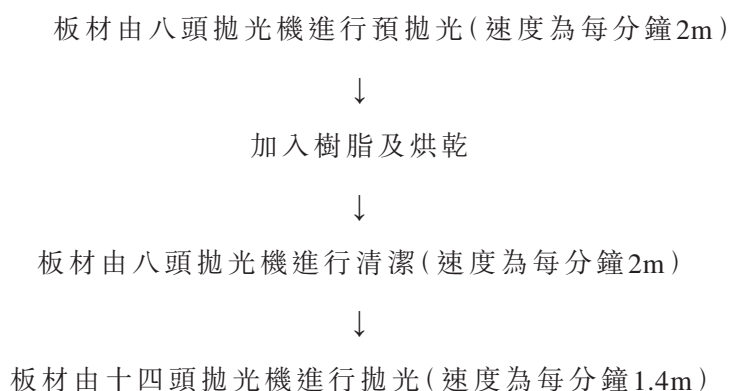 板材由八頭拋光機進行預拋光(速度為每分鐘2m)
↓
加入樹脂及烘乾
↓
板材由八頭拋光機進行清潔(速度為每分鐘2m)
↓
板材由十四頭拋光機進行拋光(速度為每分鐘1.4m)